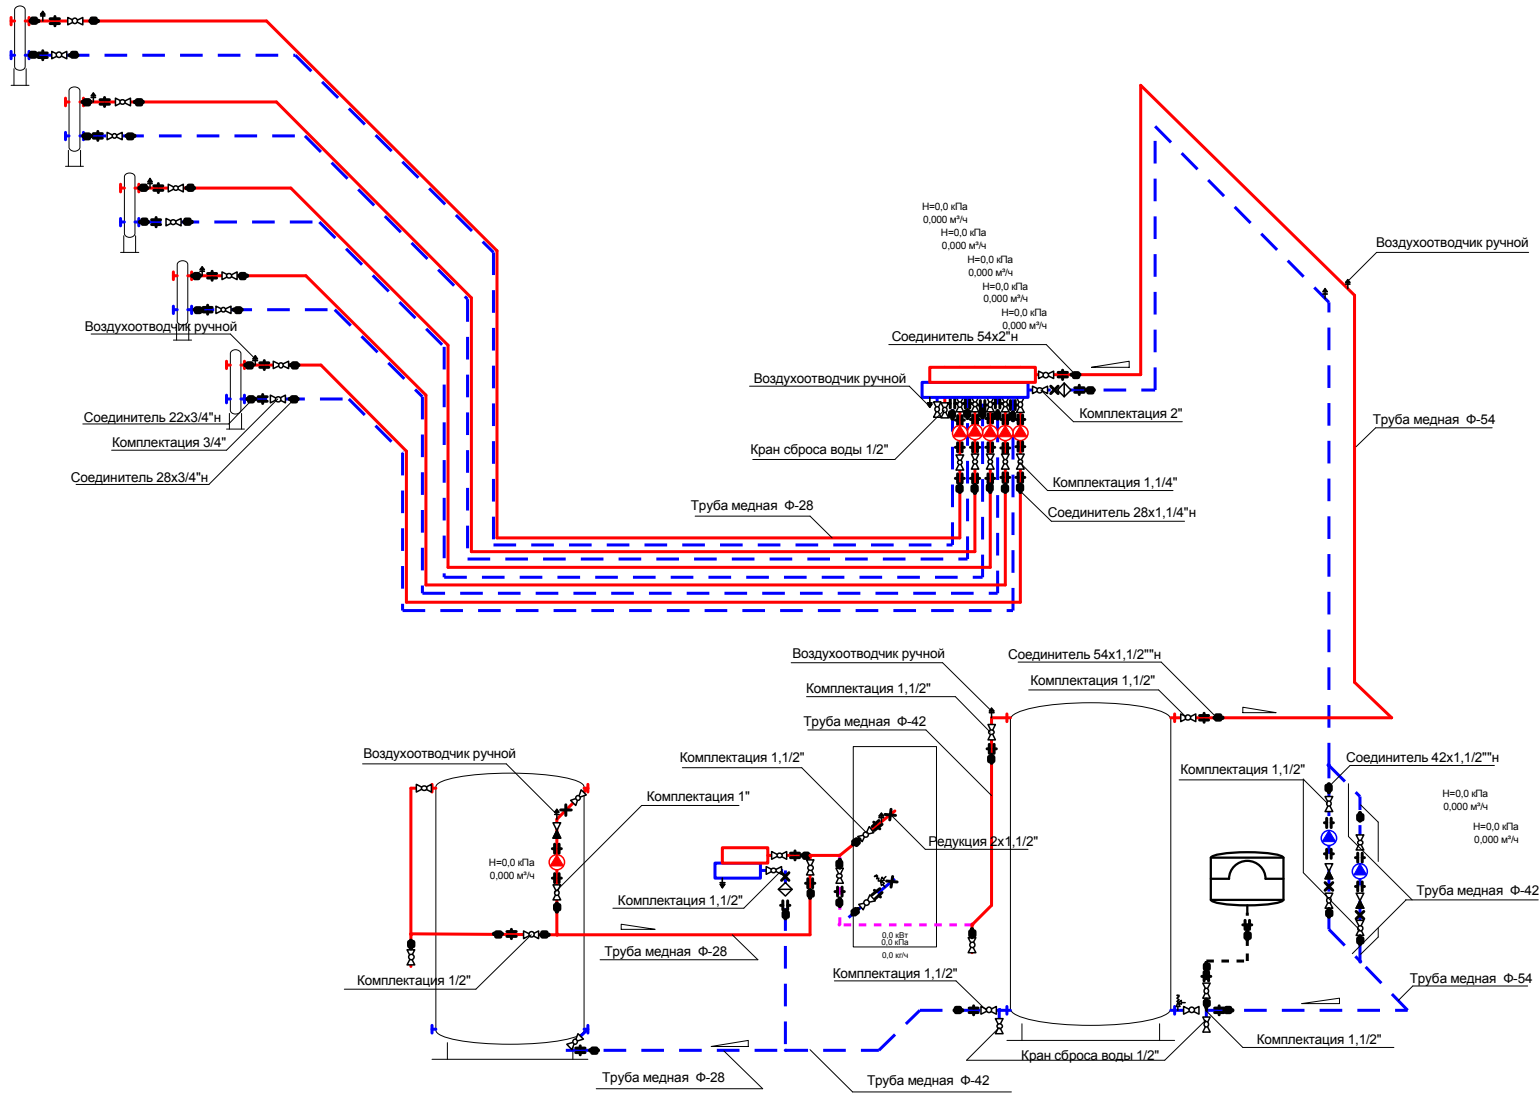 H=0,0 кПа
0,000 м³/ч
H=0,0 кПа
0,000 м³/ч
H=0,0 кПа
0,000 м³/ч
H=0,0 кПа
0,000 м³/ч
H=0,0 кПа
0,000 м³/ч
Соединитель 54х2"н
Воздухоотводчик ручной
Воздухоотводчик ручной
Воздухоотводчик ручной
Комплектация 2"
Труба медная Ф-54
Соединитель 22х3/4"н
Комплектация 3/4"
Соединитель 28х3/4"н
Кран сброса воды 1/2"
Комплектация 1,1/4"
Соединитель 28х1,1/4"н
Труба медная Ф-28
Воздухоотводчик ручной
Соединитель 54х1,1/2""н
Комплектация 1,1/2"
Комплектация 1,1/2"
Труба медная Ф-42
Воздухоотводчик ручной
Комплектация 1,1/2"
Комплектация 1,1/2"
Соединитель 42х1,1/2""н
Комплектация 1"
H=0,0 кПа
0,000 м³/ч
H=0,0 кПа
0,000 м³/ч
Редукция 2х1,1/2"
H=0,0 кПа
0,000 м³/ч
Комплектация 1,1/2"
Труба медная Ф-42
0,0 кВт
0,0 кПа
0,0 кг/ч
Труба медная Ф-28
Комплектация 1/2"
Комплектация 1,1/2"
Труба медная Ф-54
Кран сброса воды 1/2"
Комплектация 1,1/2"
Труба медная Ф-28
Труба медная Ф-42